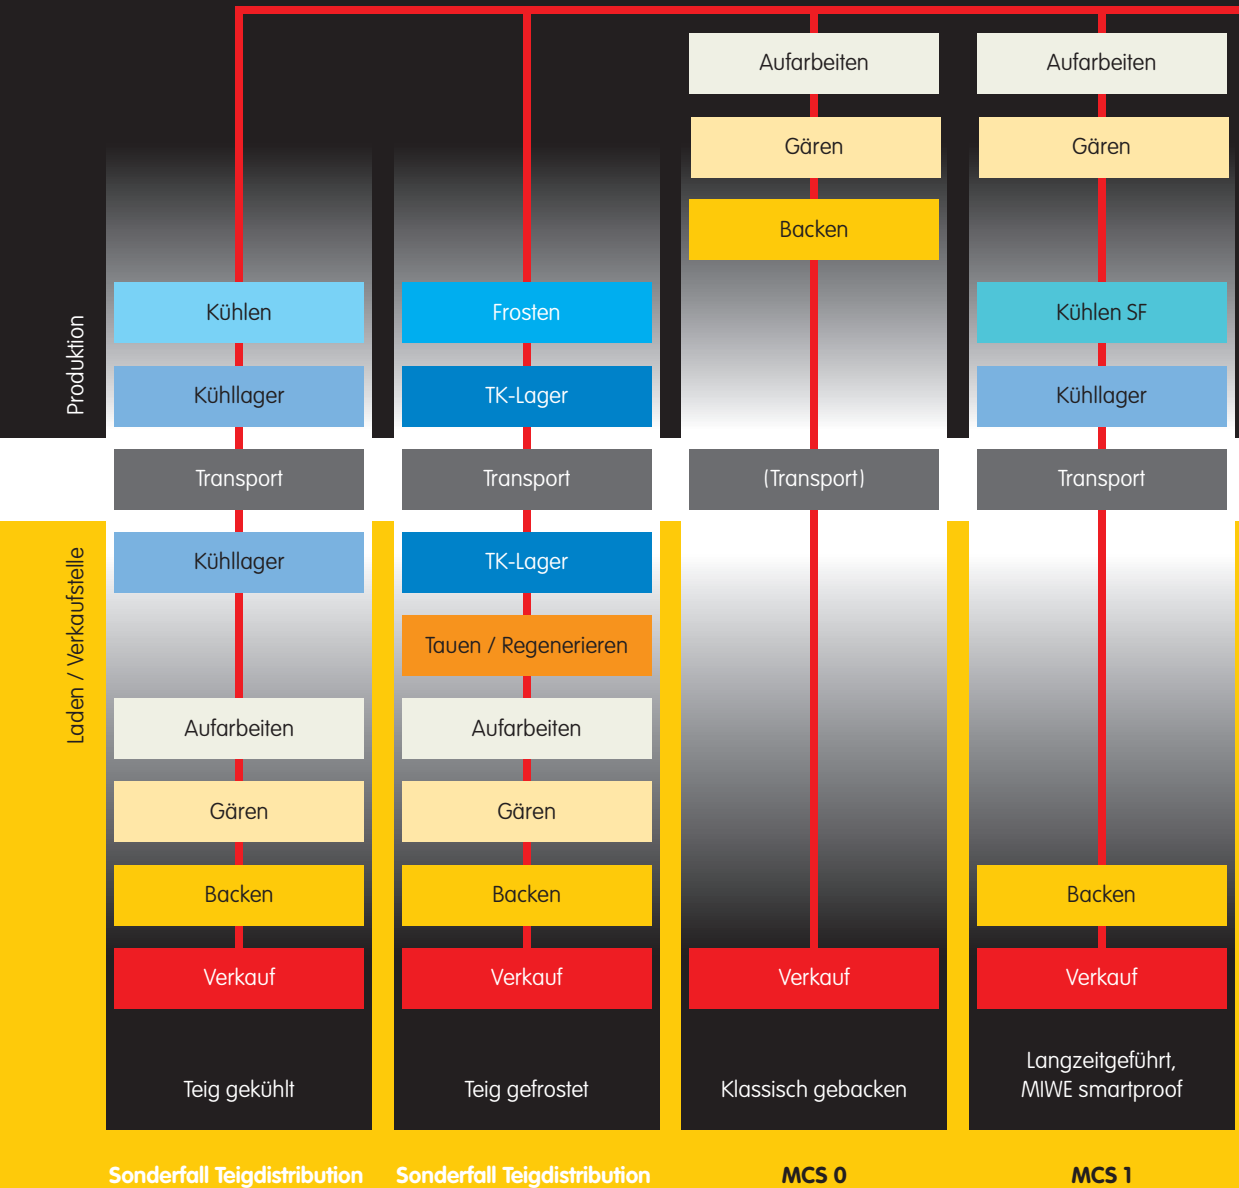 Produktion
Laden / Verkaufstelle
Kühlen
Kühllager
Transport
Kühllager
Aufarbeiten
Gären
Backen
Verkauf
Teig gekühlt
Sonderfall Teigdistribution
Frosten
TK-Lager
Transport
TK-Lager
Tauen / Regenerieren
Aufarbeiten
Gären
Backen
Verkauf
Teig gefrostet
Sonderfall Teigdistribution
Aufarbeiten
Gären
Backen
(Transport)
Verkauf
Klassisch gebacken
MCS 0
Aufarbeiten
Gären
Kühlen SF
Kühllager
Transport
Backen
Verkauf
Langzeitgeführt,
MIWE smartproof
MCS 1